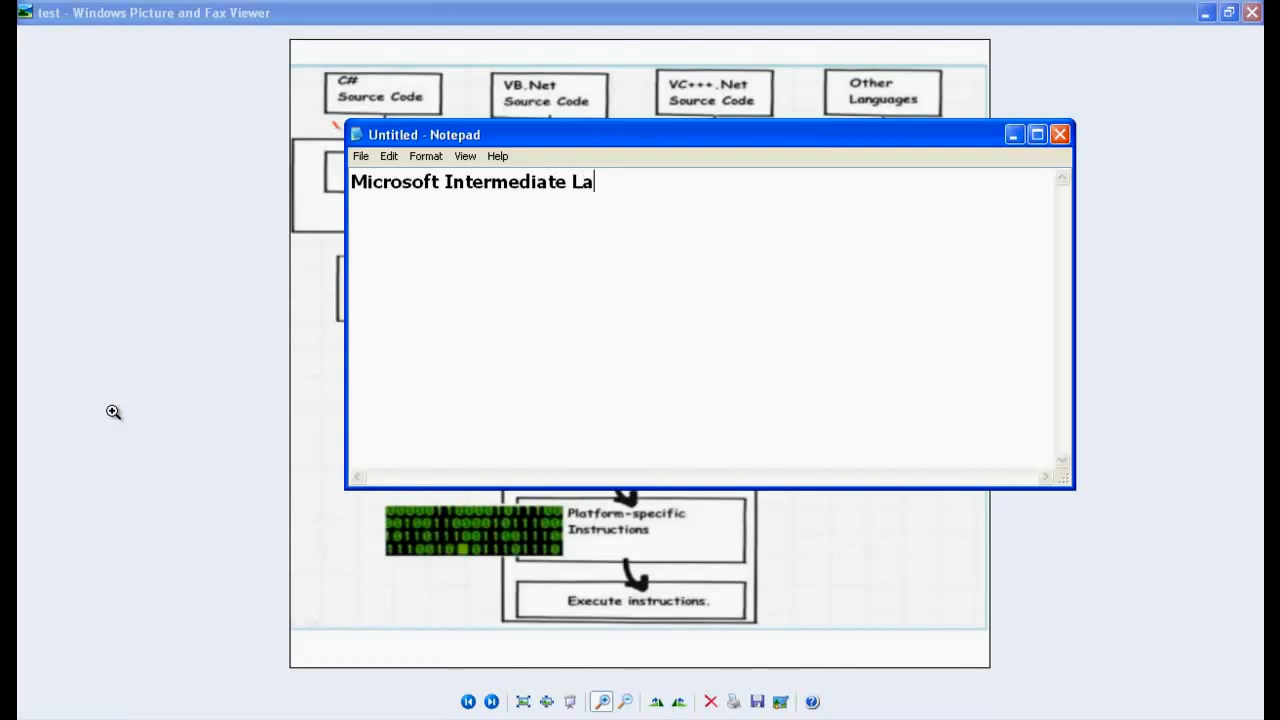 test - Windows Picture and Fax Viewer
C#
Source Code
VB.Net
Source Code
VC+++.Net
Source Code
Other
Languages
Untitled - Notepad
File Edit Format View Help
Microsoft Intermediate La
Platform-specific
Instructions
Execute instructions.